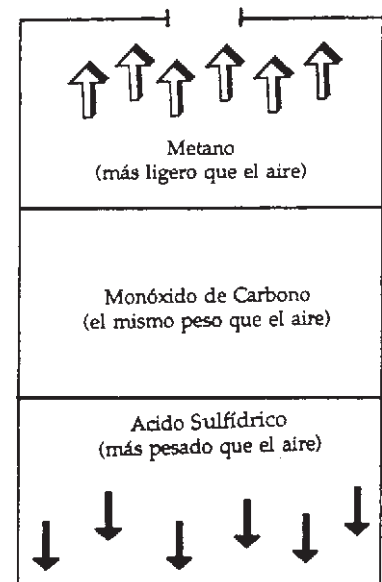 Metano
(más ligero que el aire)
Monóxido de Carbono
(el mismo peso que el aire)
Acido Sulfídrico
(más pesado que el aire)